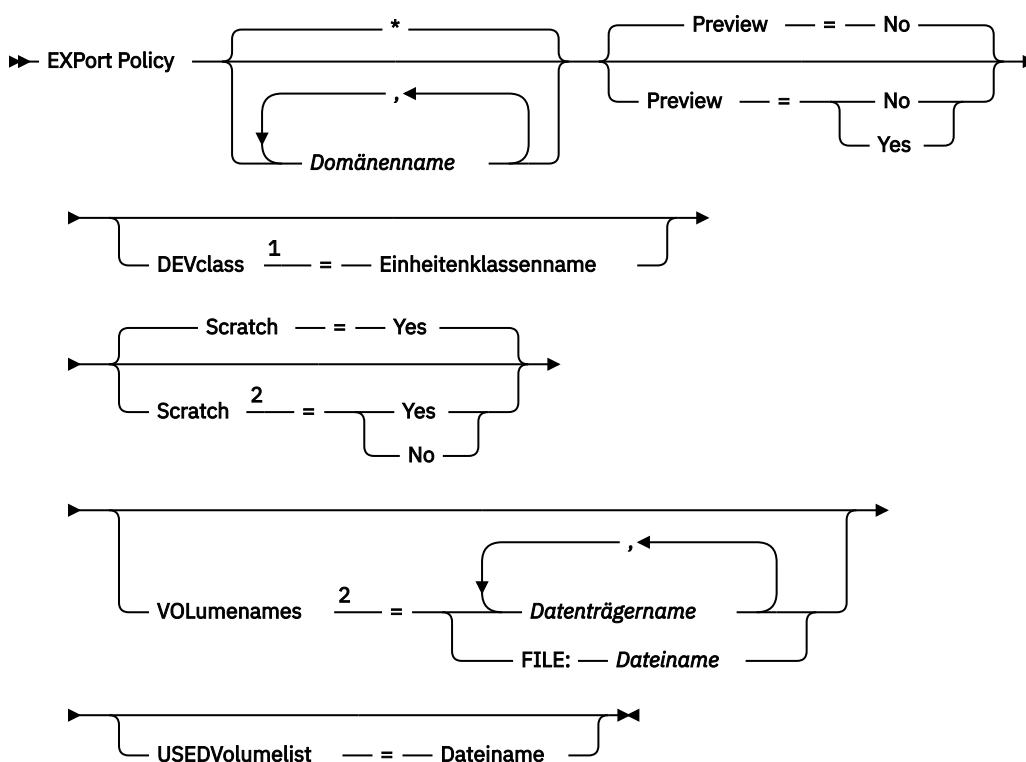 *
Preview = No
EXPort Policy
,
Preview = No
Yes
Domänenname
DEVclass 1 = Einheitenklassenname
Scratch = Yes
Scratch 2 = Yes
No
,
VOLumenames 2 = Datenträgername
FILE: Dateiname
USEDVolumelist = Dateiname